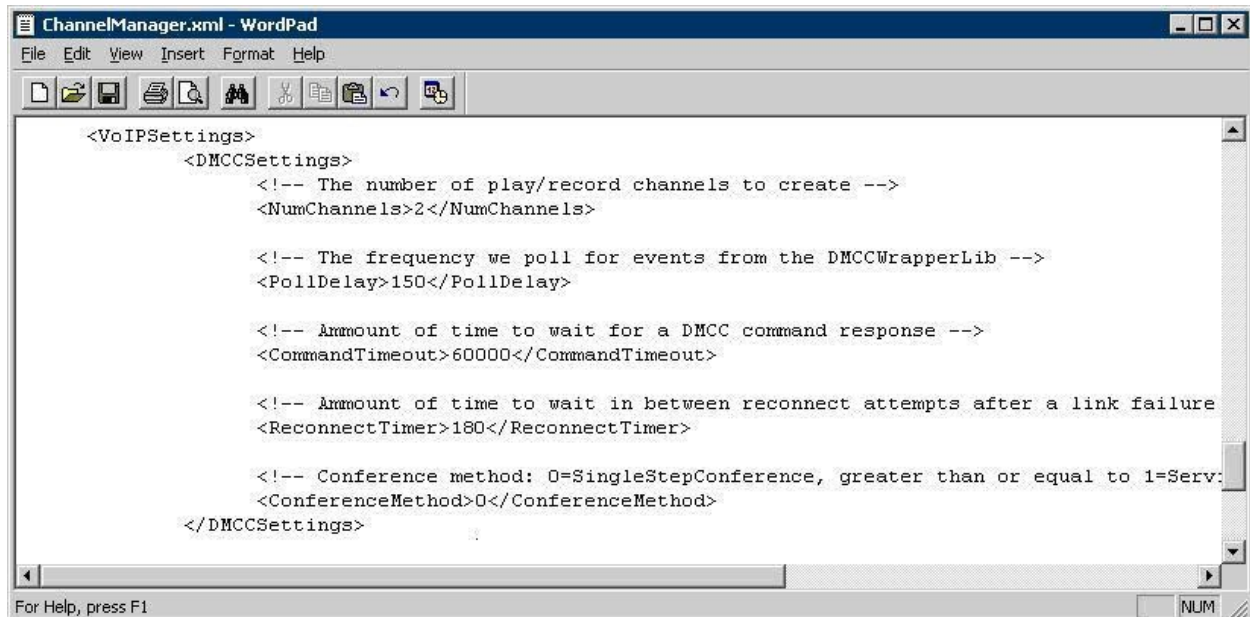 ChannelManager.xml - WordPad
File Edit View Insert Format Help
<VoIPSettings>
<DMCCSettings>
<!-- The number of play/record channels to create -->
<NumChannels>2</NumChannels>
<!-- The frequency we poll for events from the DMCCWrapperLib -->
<PollDelay>150</PollDelay>
<!-- Ammount of time to wait for a DMCC command response -->
<CommandTimeout>60000</CommandTimeout>
<!-- Ammount of time to wait in between reconnect attempts after a link failure
<ReconnectTimer>180</ReconnectTimer>
<!-- Conference method: 0=SingleStepConference, greater than or equal to 1=Serv
<ConferenceMethod>0</ConferenceMethod>
</DMCCSettings>
For Help, press F1
NUM